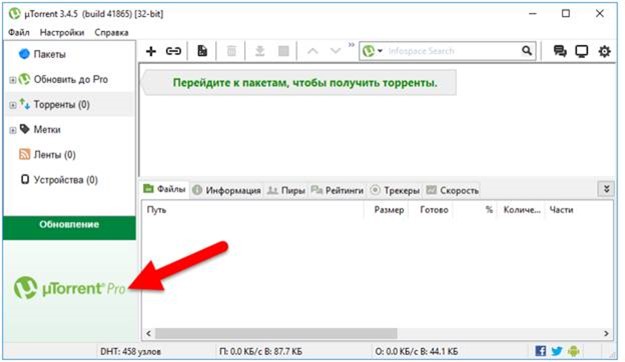 µTorrent 3.4.5 (build 41865) [32-bit]
Файл Настройки Справка
Пакеты
Обновить до Pro
Торренты (0)
Метки
Ленты (0)
Устройства (0)
Обновление
µTorrent® Pro
Infospace Search
Перейдите к пакетам, чтобы получить торренты.
Файлы Информация Пиры Рейтинги Трекеры Скорость
Путь Размер Готово % Количе... Части
DHT: 458 узлов П: 0.0 КБ/с В: 87.7 КБ О: 0.0 КБ/с В: 44.1 КБ